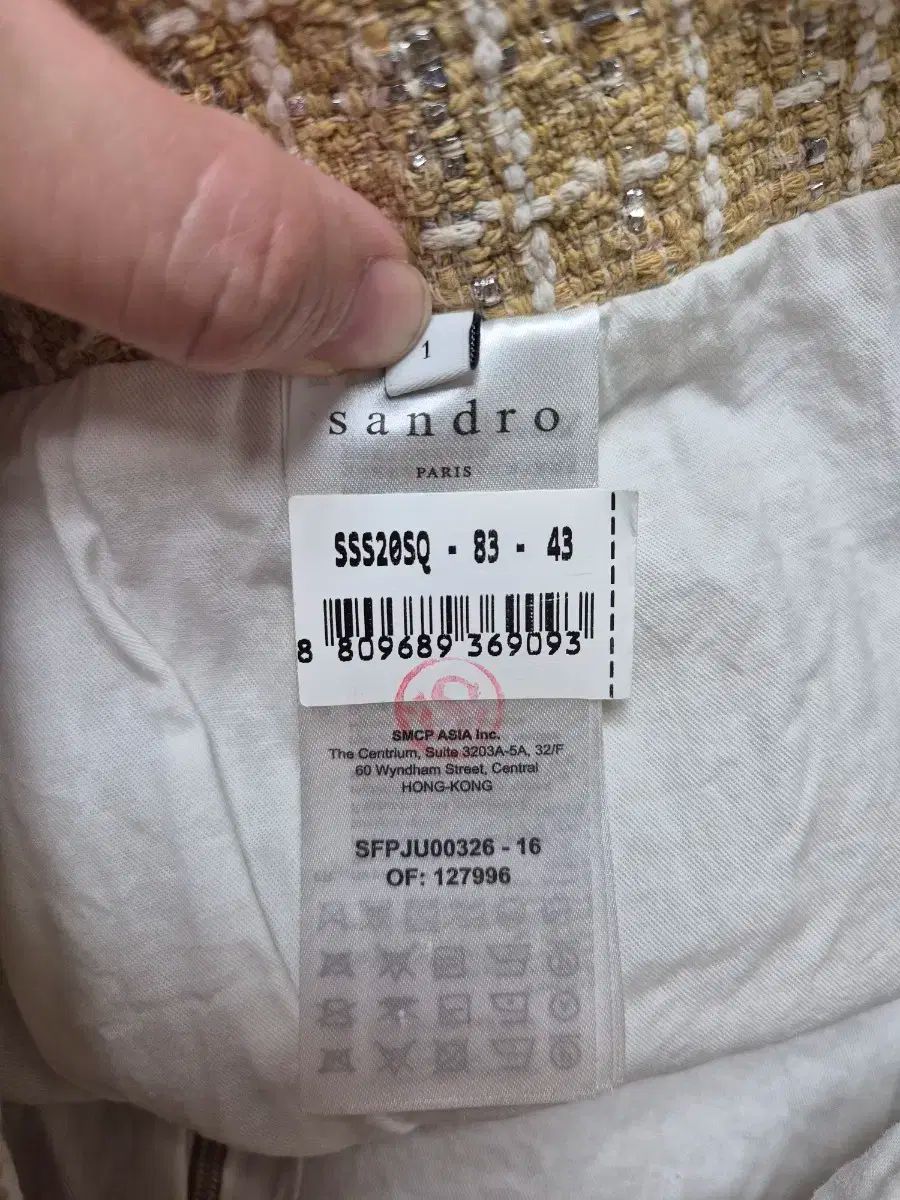 1
sandro
PARIS
SSS20SQ - 83 - 43
8 809689 369093
SMCP ASIA Inc.
The Centrium, Suite 3203A-5A, 32/F
60 Wyndham Street, Central
HONG-KONG
SFPJU00326 - 16
OF: 127996